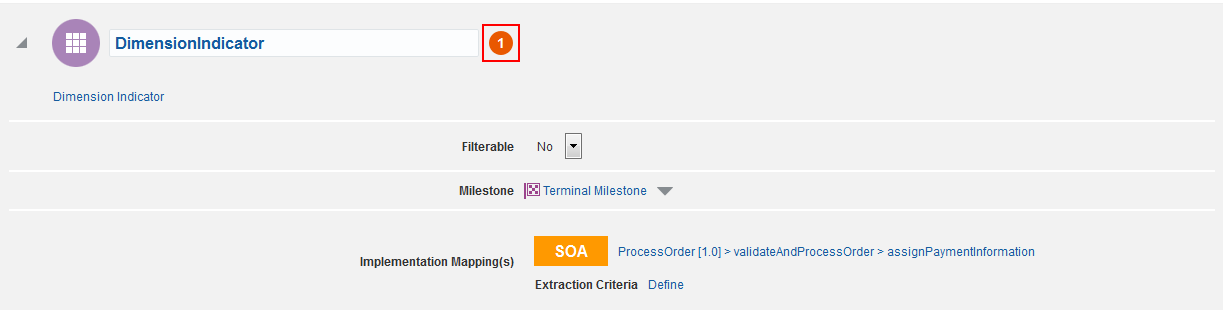 DimensionIndicator 1
Dimension Indicator
Filterable No
Milestone Terminal Milestone
Implementation Mapping(s) SOA ProcessOrder [1.0] > validateAndProcessOrder > assignPaymentInformation
Extraction Criteria Define